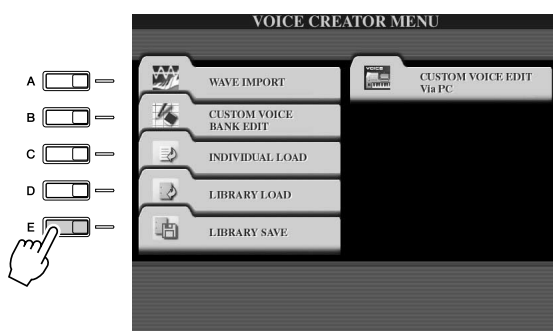 VOICE CREATOR MENU
A
WAVE IMPORT
B
CUSTOM VOICE
BANK EDIT
C
INDIVIDUAL LOAD
D
LIBRARY LOAD
E
LIBRARY SAVE
VOICE
CUSTOM VOICE EDIT
Via PC